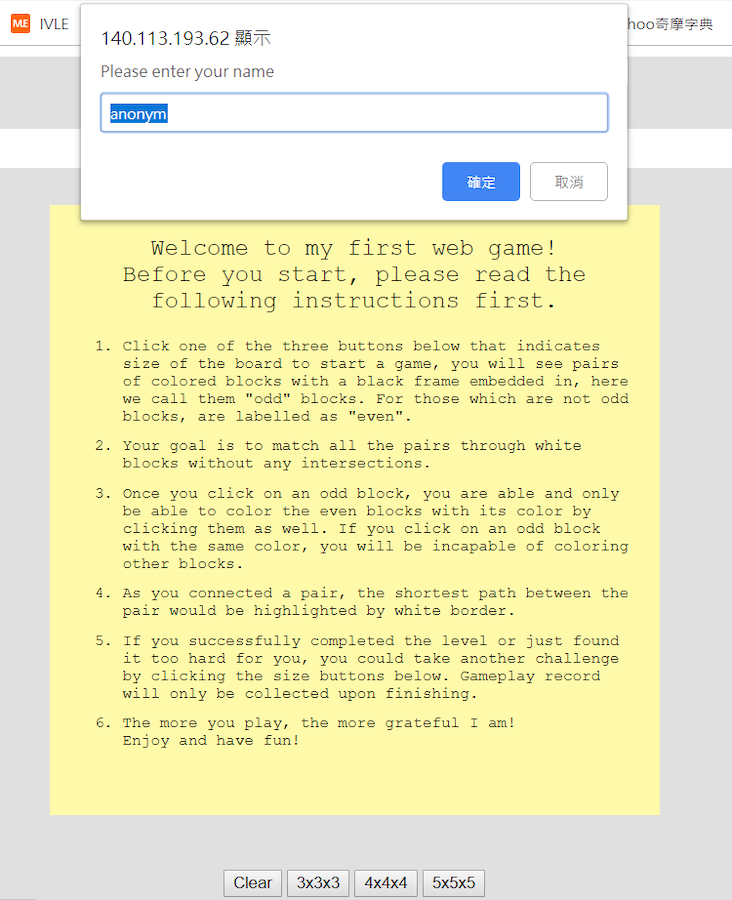 ME IVLE
hoo奇摩字典
140.113.193.62 顯示
Please enter your name
anonym
確定 取消
Welcome to my first web game!
Before you start, please read the
following instructions first.
1. Click one of the three buttons below that indicates
size of the board to start a game, you will see pairs
of colored blocks with a black frame embedded in, here
we call them "odd" blocks. For those which are not odd
blocks, are labelled as "even".
2. Your goal is to match all the pairs through white
blocks without any intersections.
3. Once you click on an odd block, you are able and only
be able to color the even blocks with its color by
clicking them as well. If you click on an odd block
with the same color, you will be incapable of coloring
other blocks.
4. As you connected a pair, the shortest path between the
pair would be highlighted by white border.
5. If you successfully completed the level or just found
it too hard for you, you could take another challenge
by clicking the size buttons below. Gameplay record
will only be collected upon finishing.
6. The more you play, the more grateful I am!
Enjoy and have fun!
Clear 3x3x3 4x4x4 5x5x5